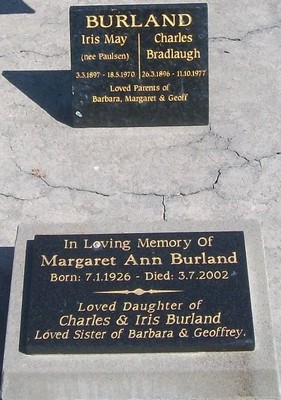 BURLAND
Iris May Charles
(nee Paulsen) Bradlaugh
3.3.1897 - 18.5.1970 26.3.1896 - 11.10.1977
Loved Parents of
Barbara, Margaret & Geoff
In Loving Memory Of
Margaret Ann Burland
Born: 7.1.1926 - Died: 3.7.2002
Loved Daughter of
Charles & Iris Burland
Loved Sister of Barbara & Geoffrey.